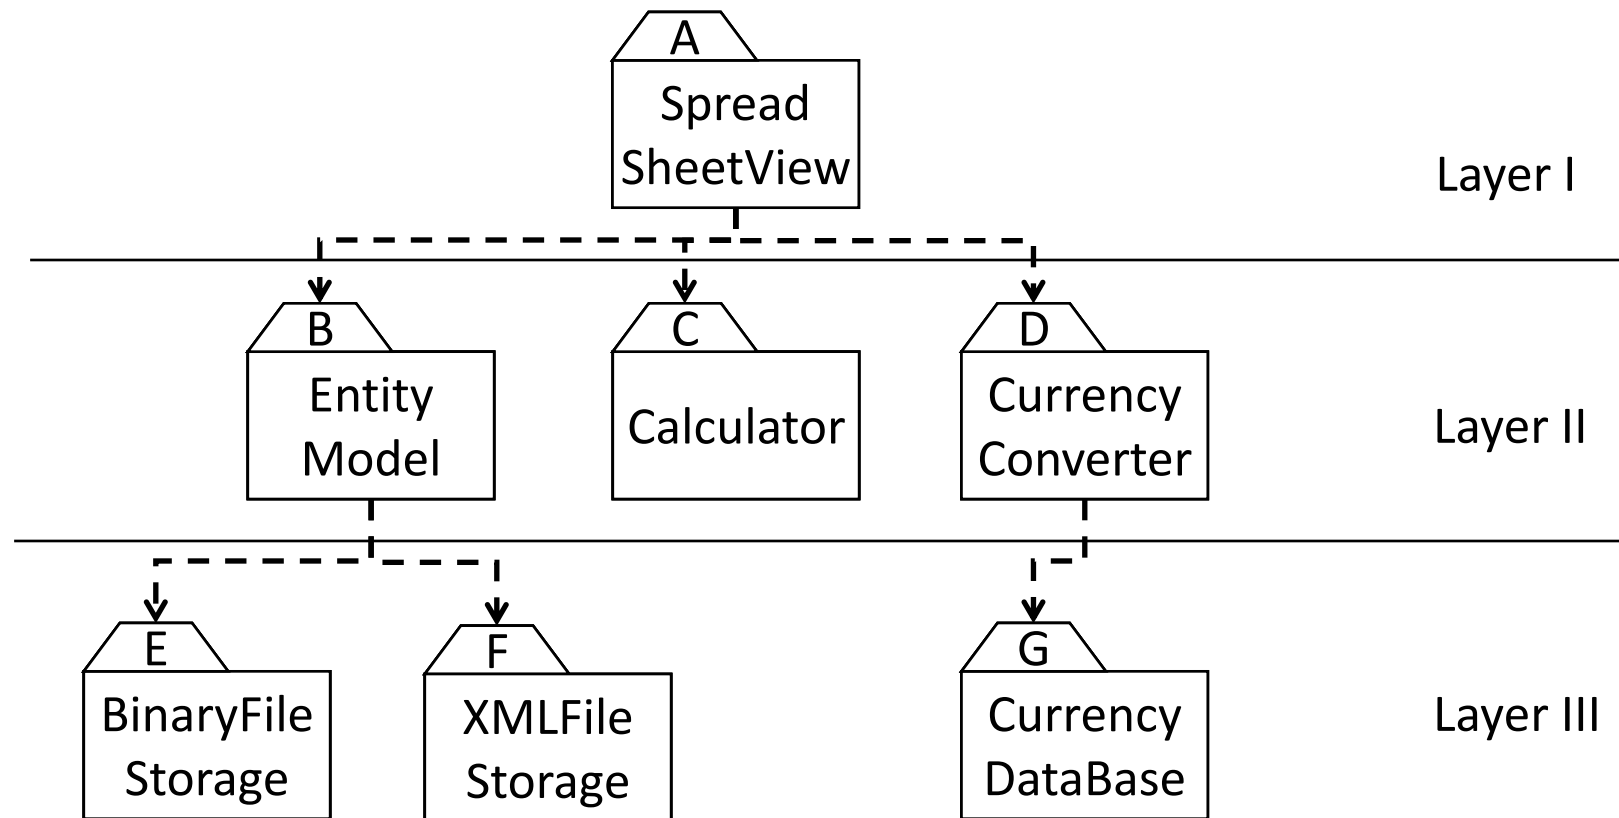 A
Spread
SheetView
Layer I
B
Entity
Model
C
Calculator
D
Currency
Converter
Layer II
E
BinaryFile
Storage
F
XMLFile
Storage
G
Currency
DataBase
Layer III